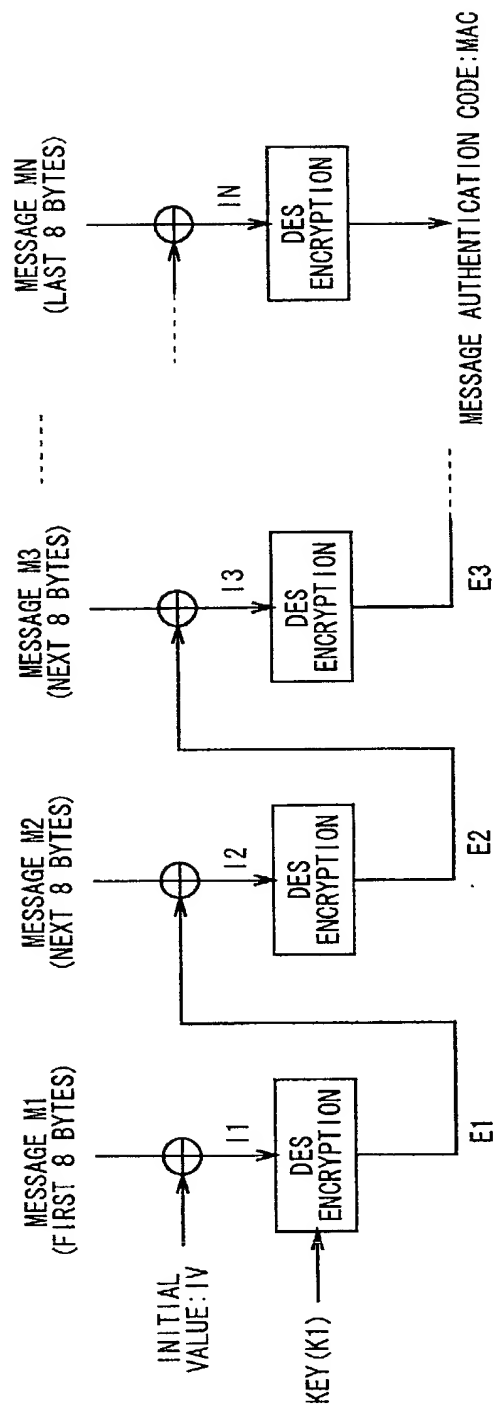 MESSAGE M1
(FIRST 8 BYTES)
MESSAGE M2
(NEXT 8 BYTES)
MESSAGE M3
(NEXT 8 BYTES)
MESSAGE MN
(LAST 8 BYTES)
INITIAL
VALUE:IV
I1
I2
I3
IN
KEY(K1)
DES
ENCRYPTION
DES
ENCRYPTION
DES
ENCRYPTION
DES
ENCRYPTION
E1
E2
E3
MESSAGE AUTHENTICATION CODE:MAC